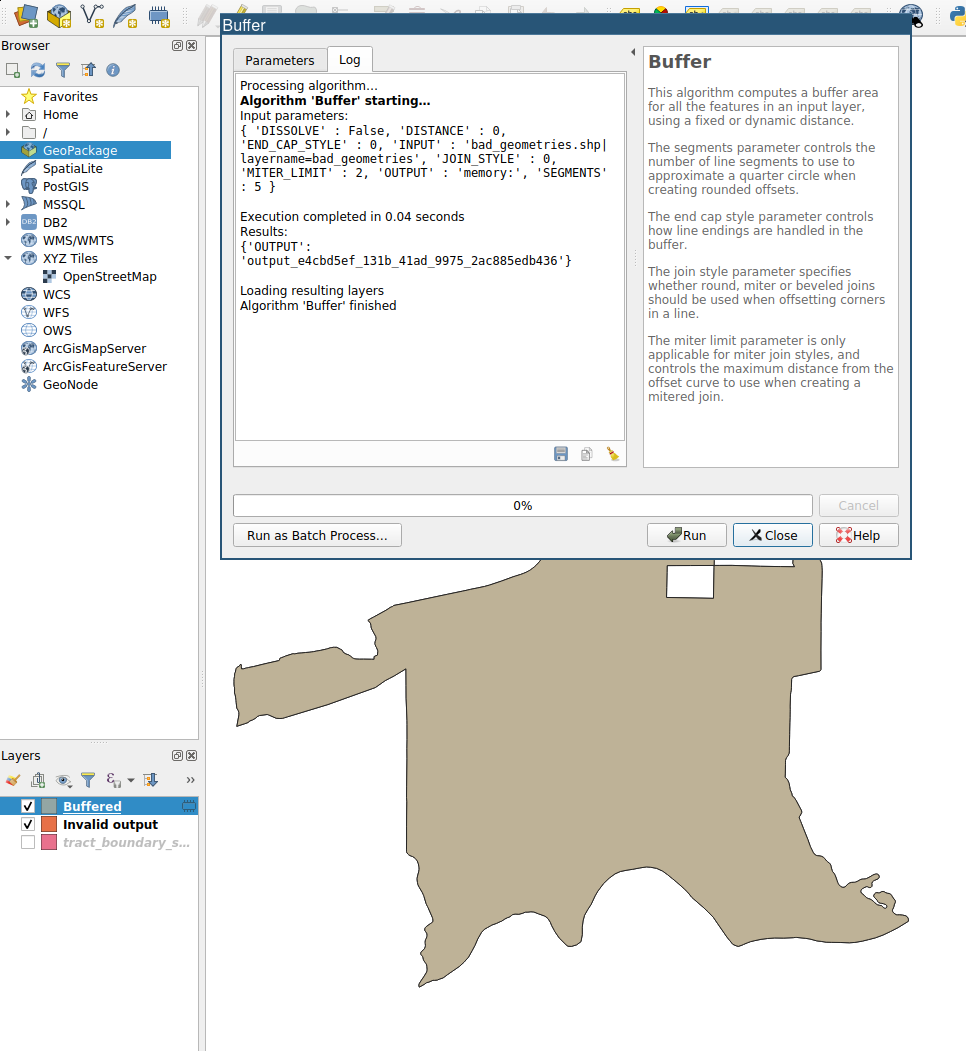 Buffer
Browser
Favorites
Home
/
GeoPackage
SpatiaLite
PostGIS
MSSQL
DB2
DB2
WMS/WMTS
XYZ Tiles
OpenStreetMap
WCS
WFS
OWS
ArcGisMapServer
ArcGisFeatureServer
GeoNode
Parameters
Log
Processing algorithm…
Algorithm 'Buffer' starting…
Input parameters:
{ 'DISSOLVE' : False, 'DISTANCE' : 0,
'END_CAP_STYLE' : 0, 'INPUT' : 'bad_geometries.shp|
layername=bad_geometries', 'JOIN_STYLE' : 0,
'MITER_LIMIT' : 2, 'OUTPUT' : 'memory:', 'SEGMENTS'
: 5 }
Execution completed in 0.04 seconds
Results:
{'OUTPUT':
'output_e4cbd5ef_131b_41ad_9975_2ac885edb436'}
Loading resulting layers
Algorithm 'Buffer' finished
Buffer
This algorithm computes a buffer area
for all the features in an input layer,
using a fixed or dynamic distance.
The segments parameter controls the
number of line segments to use to
approximate a quarter circle when
creating rounded offsets.
The end cap style parameter controls
how line endings are handled in the
buffer.
The join style parameter specifies
whether round, miter or beveled joins
should be used when offsetting corners
in a line.
The miter limit parameter is only
applicable for miter join styles, and
controls the maximum distance from the
offset curve to use when creating a
mitered join.
0%
Cancel
Run as Batch Process…
Run
Close
Help
Layers
»
Buffered
Invalid output
tract_boundary_s…